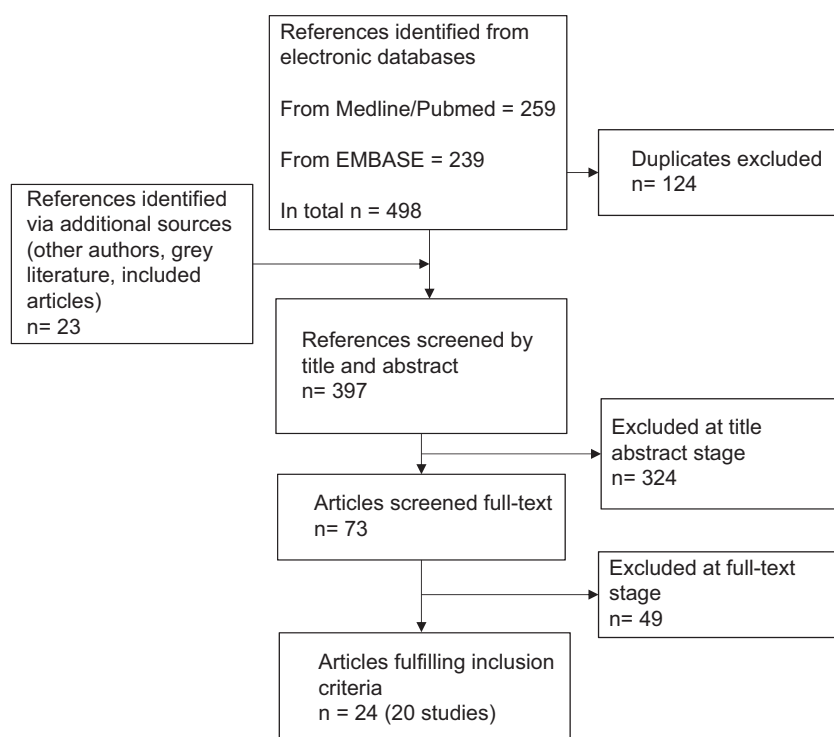 References identified from
electronic databases
From Medline/Pubmed = 259
From EMBASE = 239
In total n = 498
Duplicates excluded
n= 124
References identified
via additional sources
(other authors, grey
literature, included
articles)
n= 23
References screened by
title and abstract
n= 397
Excluded at title
abstract stage
n= 324
Articles screened full-text
n= 73
Excluded at full-text
stage
n= 49
Articles fulfilling inclusion
criteria
n = 24 (20 studies)